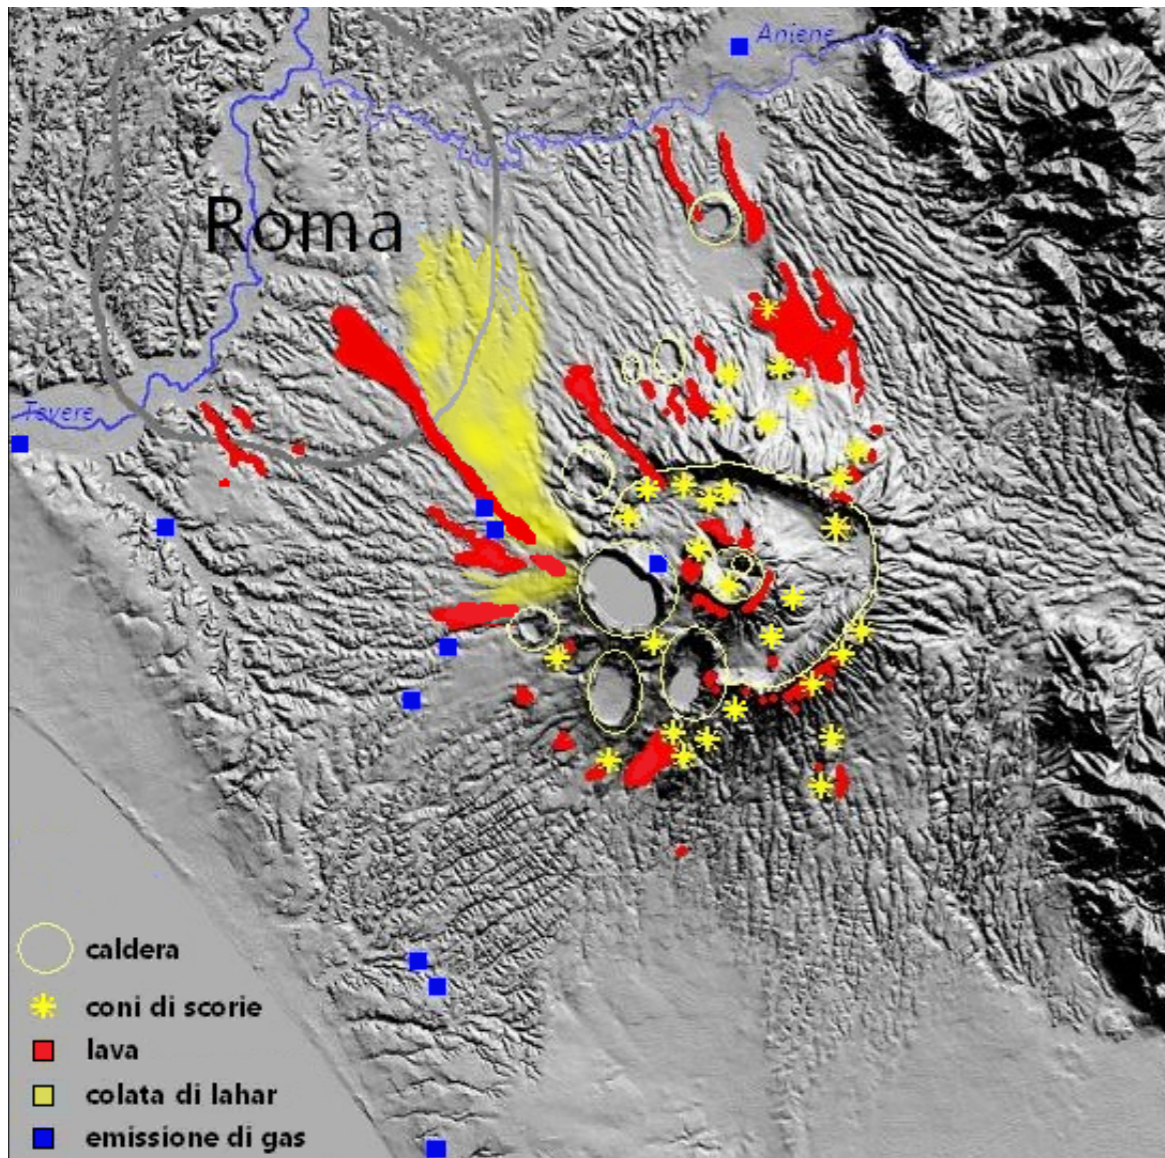 Aniene
Roma
Tevere
caldera
coni di scorie
lava
colata di lahar
emissione di gas